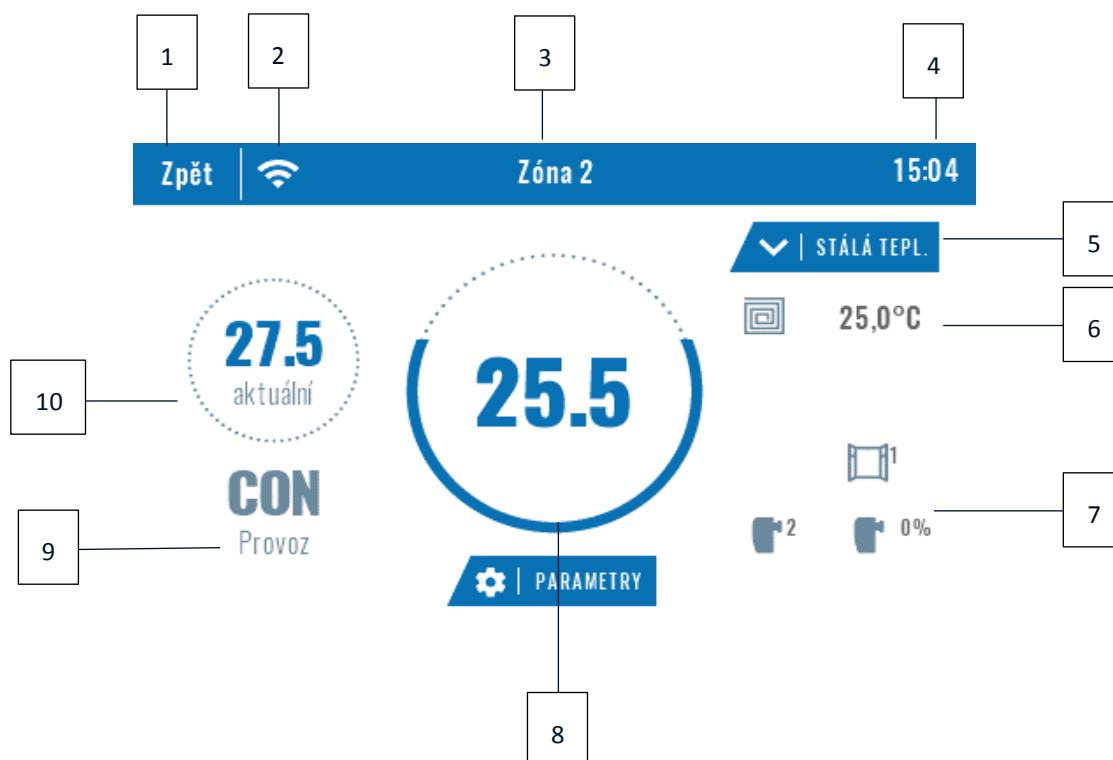 1
2
3
4
Zpět
Zóna 2
15:04
5
STÁLÁ TEPL.
6
25,0°C
27.5
aktuální
10
25.5
CON
Provoz
9
1
7
2
0%
PARAMETRY
8